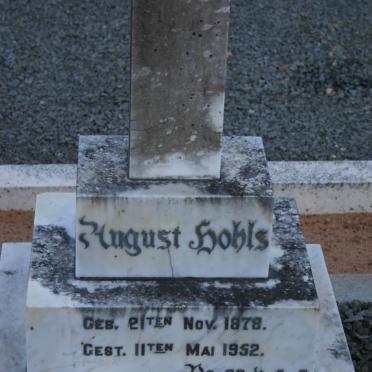 August Hohls
Geb. 21ten Nov. 1878.
Gest. 11ten Mai 1952.